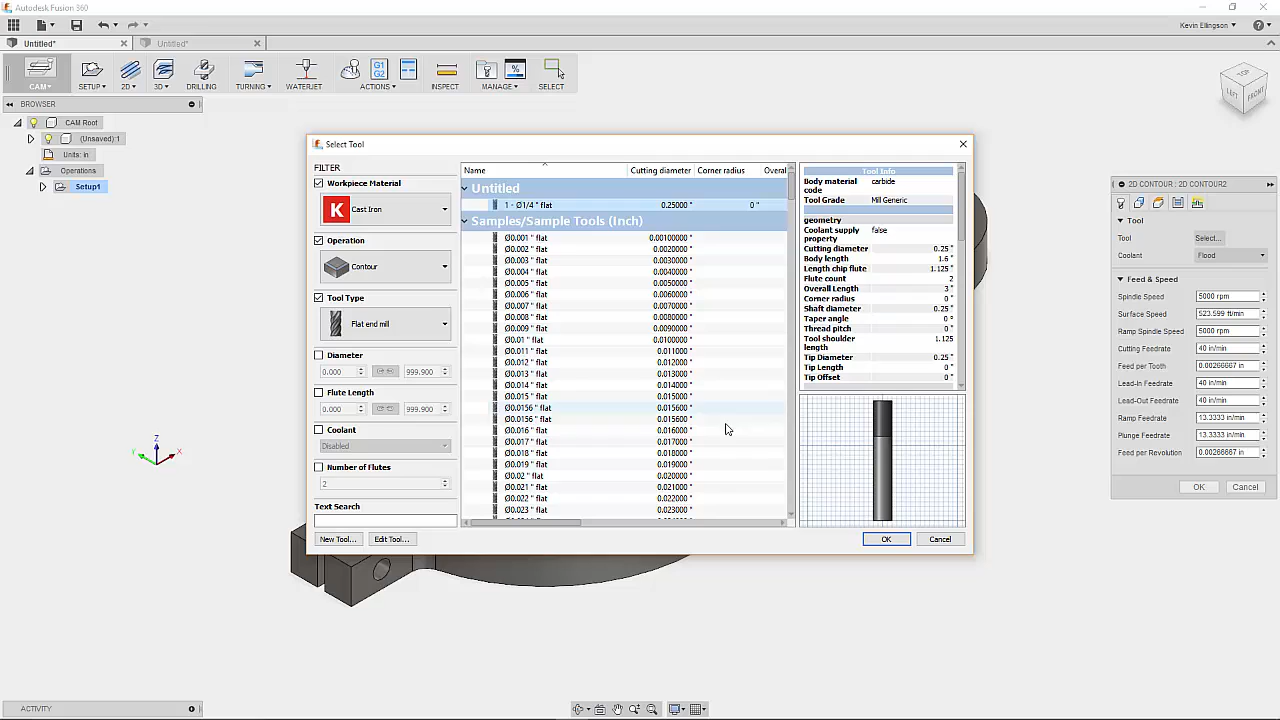 Autodesk Fusion 360
Kevin Ellingson
Untitled*
Untitled*
CAM
SETUP
2D
3D
DRILLING
TURNING
WATERJET
ACTIONS
INSPECT
MANAGE
SELECT
G1
G2
%
TOP
LEFT
FRONT
BROWSER
CAM Root
(Unsaved):1
Units: in
Operations
Setup1
Z
Y
X
Select Tool
FILTER
Workpiece Material
K
Cast Iron
Operation
Contour
Tool Type
Flat end mill
Diameter
0.000
999.900
Flute Length
0.000
999.900
Coolant
Disabled
Number of Flutes
2
Text Search
New Tool...
Edit Tool...
Name Cutting diameter Corner radius Overal
Untitled
1 - Ø1/4 " flat 0.25000 " 0 "
Samples/Sample Tools (Inch)
Ø0.001 " flat 0.00100000 "
Ø0.002 " flat 0.0020000 "
Ø0.003 " flat 0.0030000 "
Ø0.004 " flat 0.0040000 "
Ø0.005 " flat 0.0050000 "
Ø0.006 " flat 0.0060000 "
Ø0.007 " flat 0.0070000 "
Ø0.008 " flat 0.0080000 "
Ø0.009 " flat 0.0090000 "
Ø0.01 " flat 0.0100000 "
Ø0.011 " flat 0.011000 "
Ø0.012 " flat 0.012000 "
Ø0.013 " flat 0.013000 "
Ø0.014 " flat 0.014000 "
Ø0.015 " flat 0.015000 "
Ø0.0156 " flat 0.015600 "
Ø0.0156 " flat 0.015600 "
Ø0.016 " flat 0.016000 "
Ø0.017 " flat 0.017000 "
Ø0.018 " flat 0.018000 "
Ø0.019 " flat 0.019000 "
Ø0.02 " flat 0.020000 "
Ø0.021 " flat 0.021000 "
Ø0.022 " flat 0.022000 "
Ø0.023 " flat 0.023000 "
Tool Info
Body material code carbide
Tool Grade Mill Generic
geometry
Coolant supply property false
Cutting diameter 0.25 "
Body length 1.6 "
Length chip flute 1.125 "
Flute count 2
Overall Length 3 "
Corner radius 0 "
Shaft diameter 0.25 "
Taper angle 0 °
Thread pitch 0 "
Tool shoulder length 1.125
Tip Diameter 0.25 "
Tip Length 0 "
Tip Offset 0 "
OK
Cancel
2D CONTOUR : 2D CONTOUR2
Tool
Tool Select...
Coolant Flood
Feed & Speed
Spindle Speed 5000 rpm
Surface Speed 523.599 ft/min
Ramp Spindle Speed 5000 rpm
Cutting Feedrate 40 in/min
Feed per Tooth 0.00266667 in
Lead-In Feedrate 40 in/min
Lead-Out Feedrate 40 in/min
Ramp Feedrate 13.3333 in/min
Plunge Feedrate 13.3333 in/min
Feed per Revolution 0.00266667 in
OK
Cancel
ACTIVITY